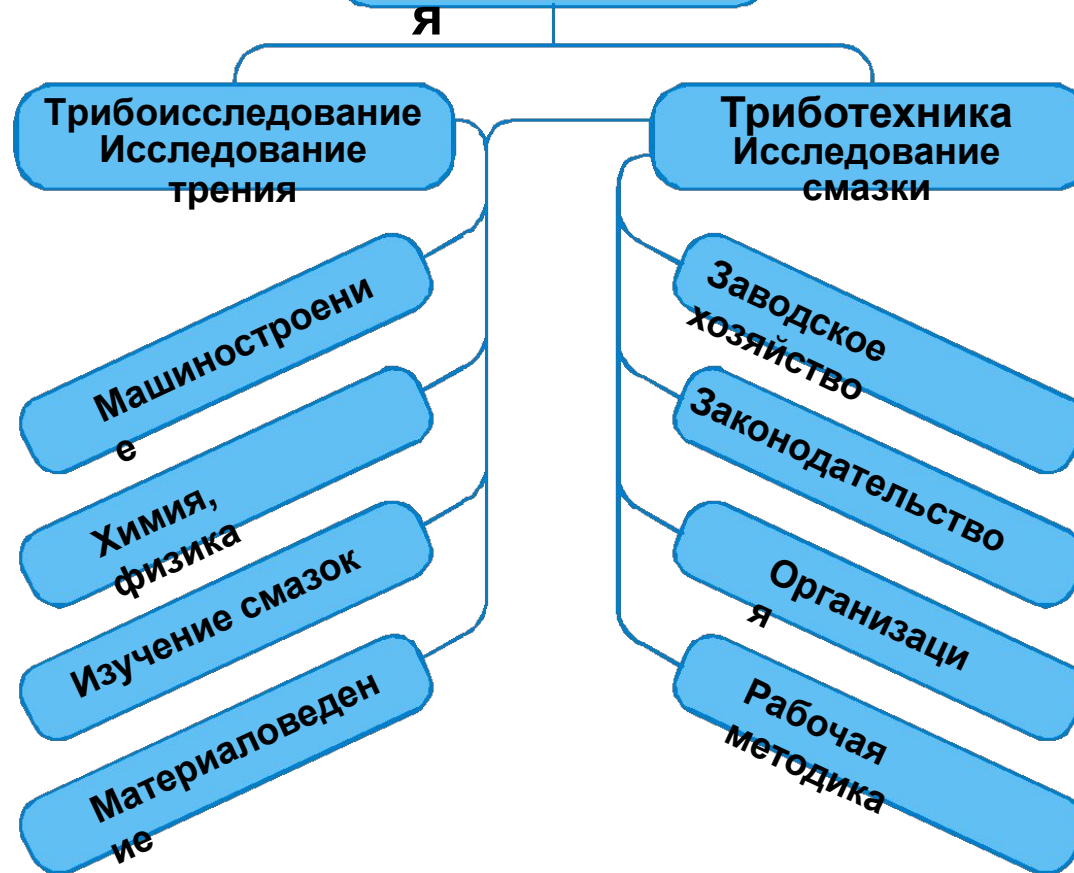 я
Трибоисследование
Исследование
трения
Триботехника
Исследование
смазки
Машиностроени
е
Химия,
физика
Изучение смазок
Материаловеден
ие
Заводское
хозяйство
Законодательство
Организаци
я
Рабочая
методика